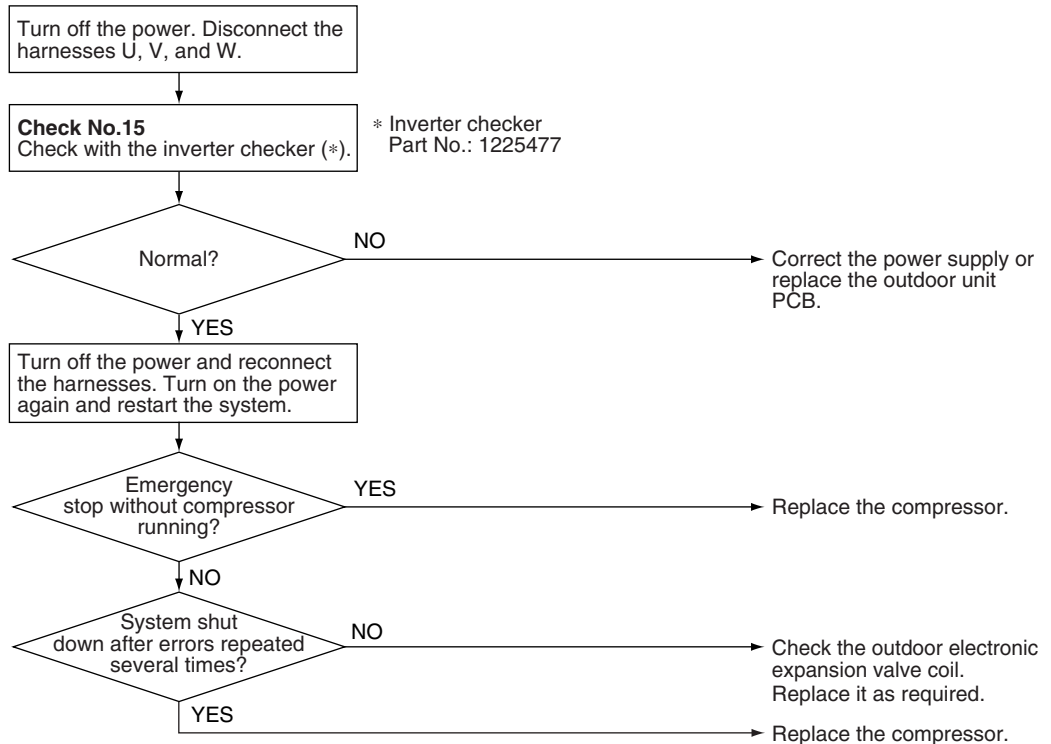 Turn off the power. Disconnect the
harnesses U, V, and W.
Check No.15
Check with the inverter checker (*).
* Inverter checker
Part No.: 1225477
Normal?
NO
Correct the power supply or
replace the outdoor unit
PCB.
YES
Turn off the power and reconnect
the harnesses. Turn on the power
again and restart the system.
Emergency
stop without compressor
running?
YES
Replace the compressor.
NO
System shut
down after errors repeated
several times?
NO
Check the outdoor electronic
expansion valve coil.
Replace it as required.
YES
Replace the compressor.